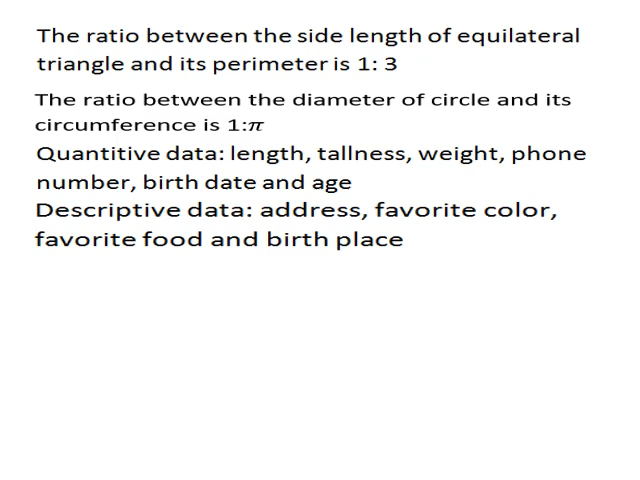 The ratio between the side length of equilateral
triangle and its perimeter is 1: 3
The ratio between the diameter of circle and its
circumference is 1:𝜋
Quantitive data: length, tallness, weight, phone
number, birth date and age
Descriptive data: address, favorite color,
favorite food and birth place